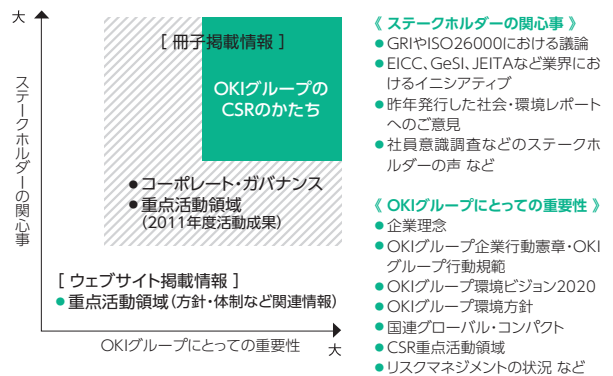 大
ステークホルダーの関心事
[ 冊子掲載情報 ]
OKIグループの
CSRのかたち
●コーポレート・ガバナンス
●重点活動領域
(2011年度活動成果)
[ ウェブサイト掲載情報 ]
●重点活動領域(方針・体制など関連情報)
OKIグループにとっての重要性
大
《 ステークホルダーの関心事 》
●GRIやISO26000における議論
●EICC、GeSI、JEITAなど業界にお
けるイニシアティブ
●昨年発行した社会・環境レポート
へのご意見
●社員意識調査などのステークホ
ルダーの声 など
《 OKIグループにとっての重要性 》
●企業理念
●OKIグループ企業行動憲章・OKI
グループ行動規範
●OKIグループ環境ビジョン2020
●OKIグループ環境方針
●国連グローバル・コンパクト
●CSR重点活動領域
●リスクマネジメントの状況 など